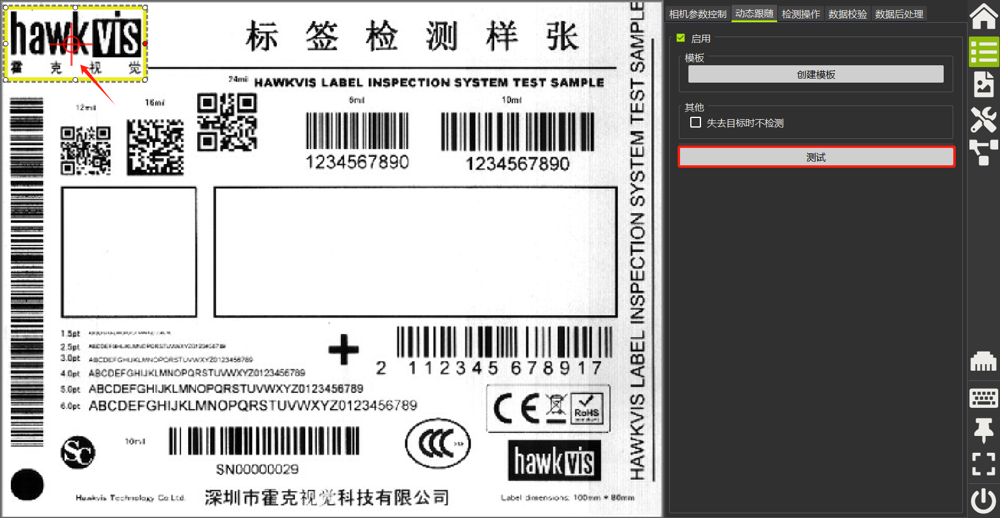 hawkvis
霍克视觉
标签检测样张
24mil HAWKVIS LABEL INSPECTION SYSTEM TEST SAMPLE
12mil
16mil
6mil
10mil
1234567890
1234567890
HAWKVIS LABEL INSPECTION SYSTEM TEST SAMPLE
1.5pt
2.5pt ABCDEFGHIJKLMNOPQRSTUVWXYZ0123456789
3.0pt ABCDEFGHIJKLMNOPQRSTUVWXYZ0123456789
4.0pt ABCDEFGHIJKLMNOPQRSTUVWXYZ0123456789
5.0pt ABCDEFGHIJKLMNOPQRSTUVWXYZ0123456789
6.0pt ABCDEFGHIJKLMNOPQRSTUVWXYZ0123456789
2 112345 678917
CE
RoHS
SC
10mil
SN00000029
CCC
hawkvis
Hawkvis Technology Co.Ltd.
深圳市霍克视觉科技有限公司
Label dimensions: 100mm * 80mm
相机参数控制 动态跟随 检测操作 数据校验 数据后处理
启用
模板
创建模板
其他
失去目标时不检测
测试